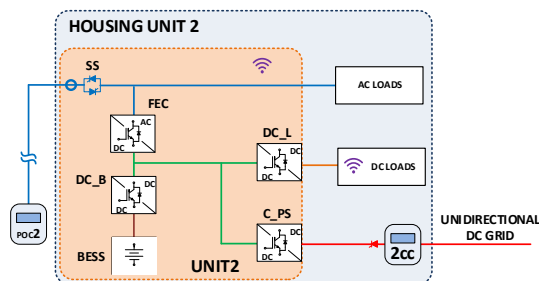 HOUSING UNIT 2
SS
AC LOADS
FEC
AC
DC
DC_L
DC
DC
DC LOADS
DC_B
DC
DC
C_PS
DC
DC
UNIDIRECTIONAL
DC GRID
POC2
2CC
BESS
UNIT2